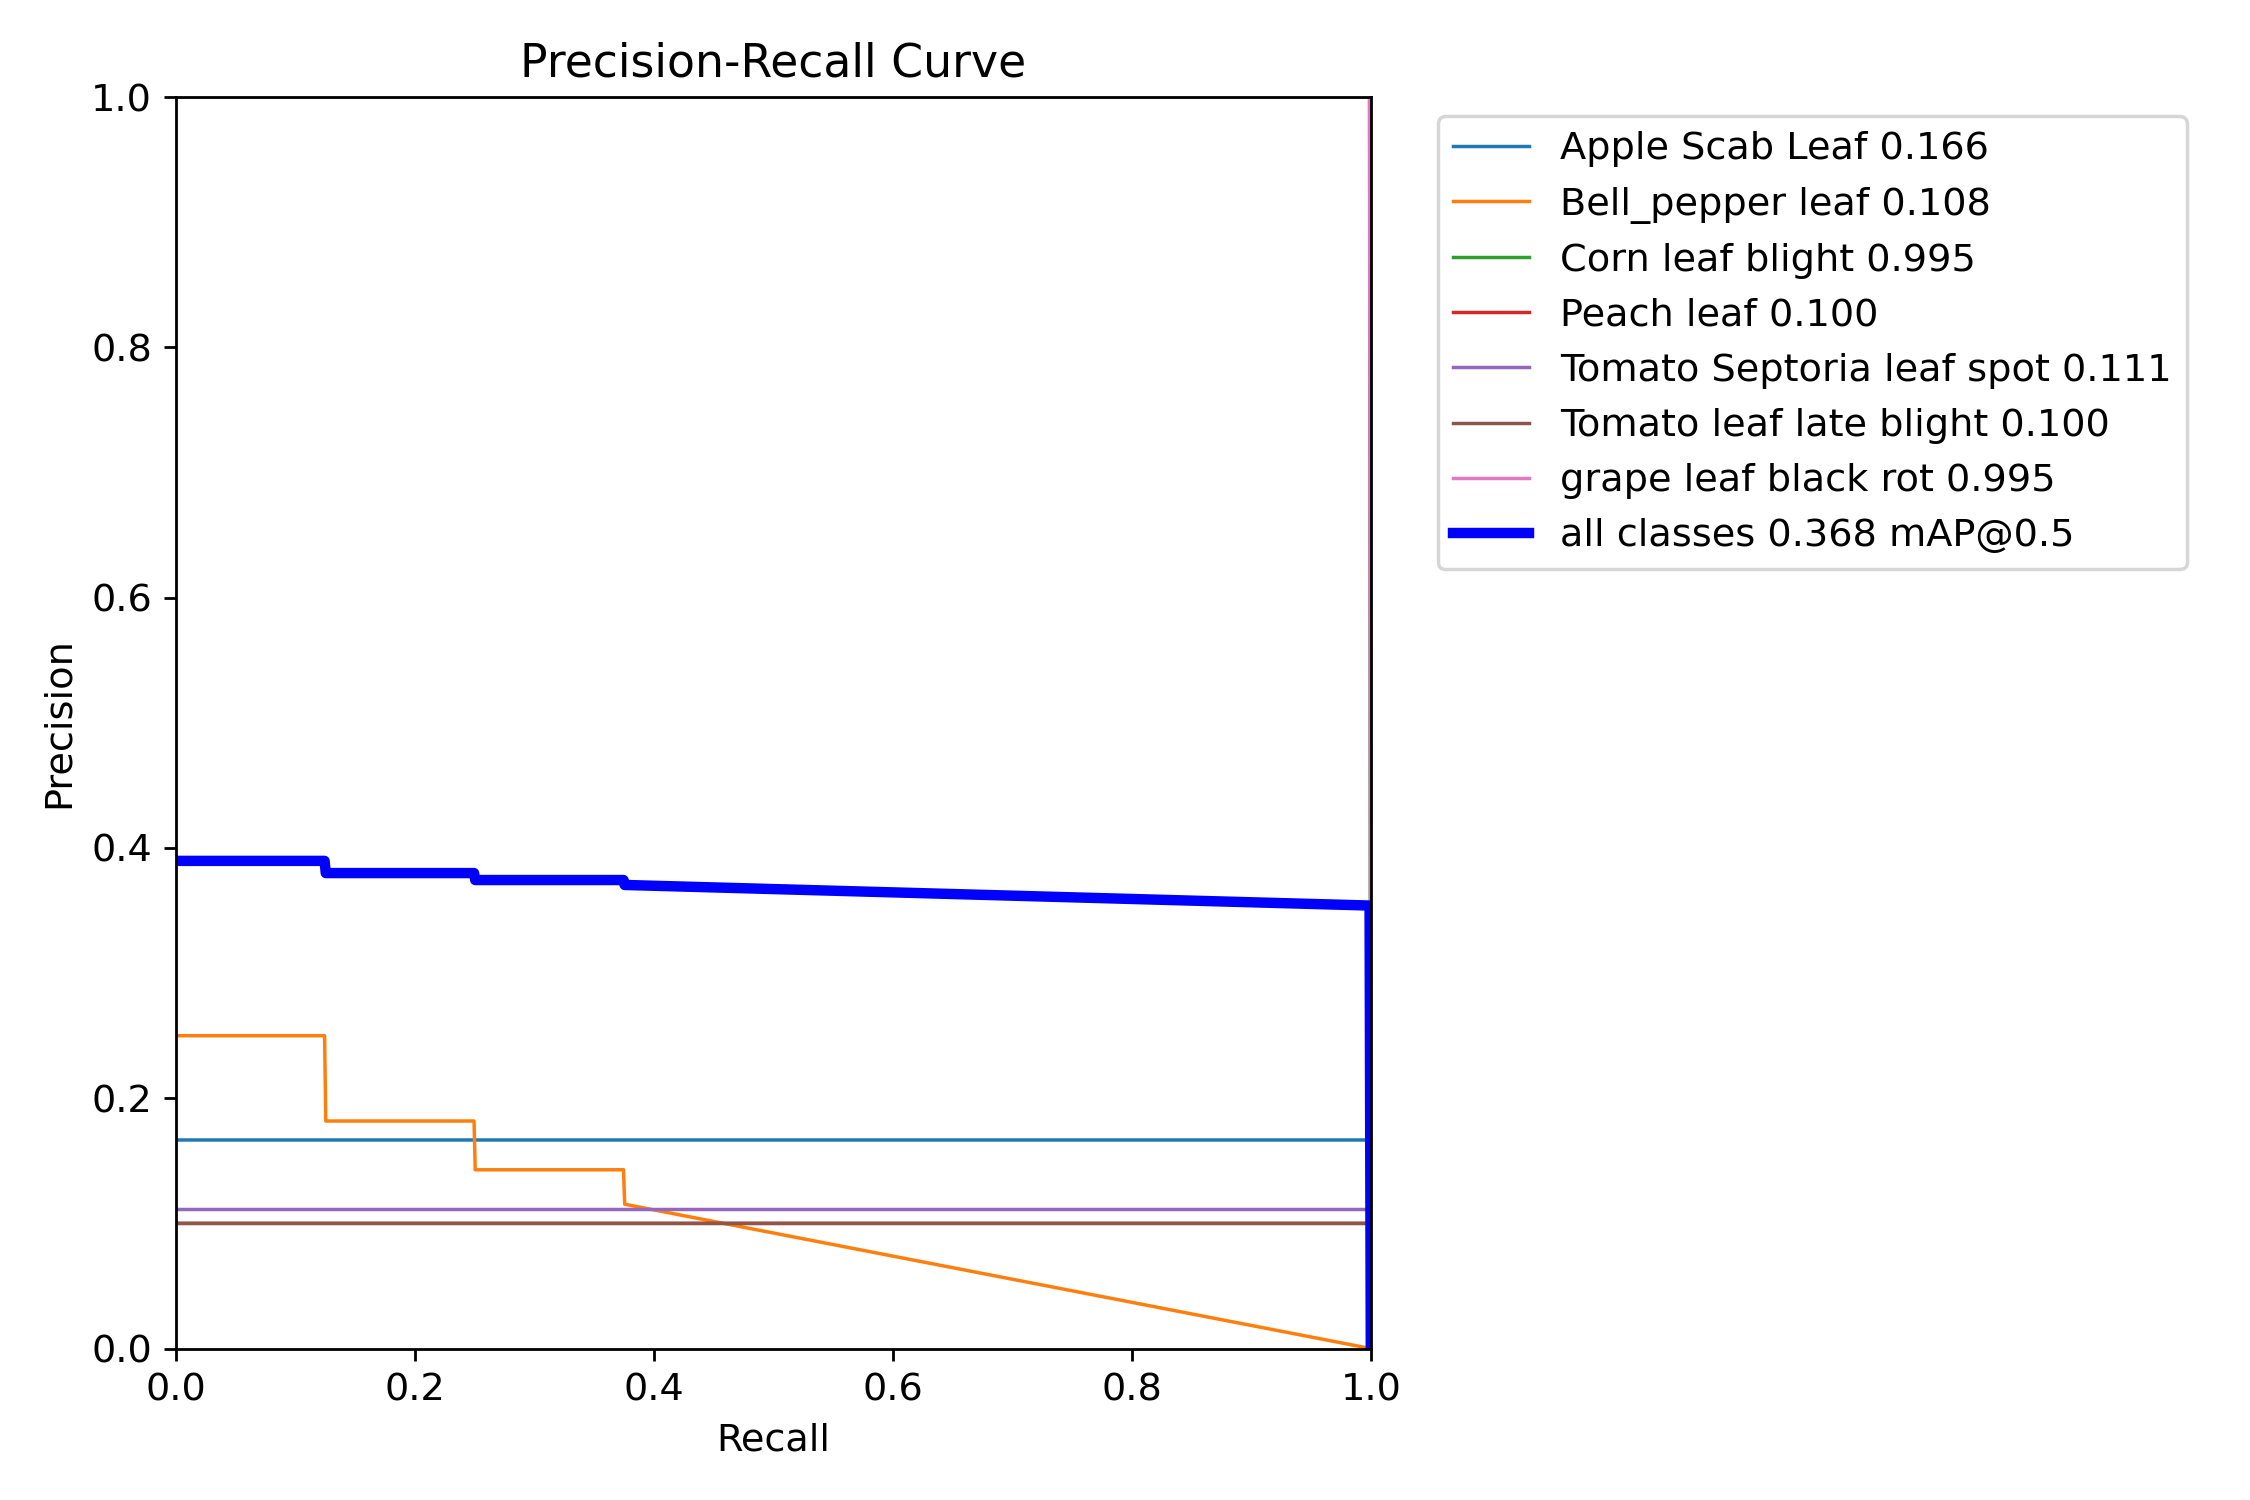 Precision-Recall Curve
1.0
0.8
0.6
0.4
0.2
0.0
Precision
0.0 0.2 0.4 0.6 0.8 1.0
Recall
Apple Scab Leaf 0.166
Bell_pepper leaf 0.108
Corn leaf blight 0.995
Peach leaf 0.100
Tomato Septoria leaf spot 0.111
Tomato leaf late blight 0.100
grape leaf black rot 0.995
all classes 0.368 mAP@0.5